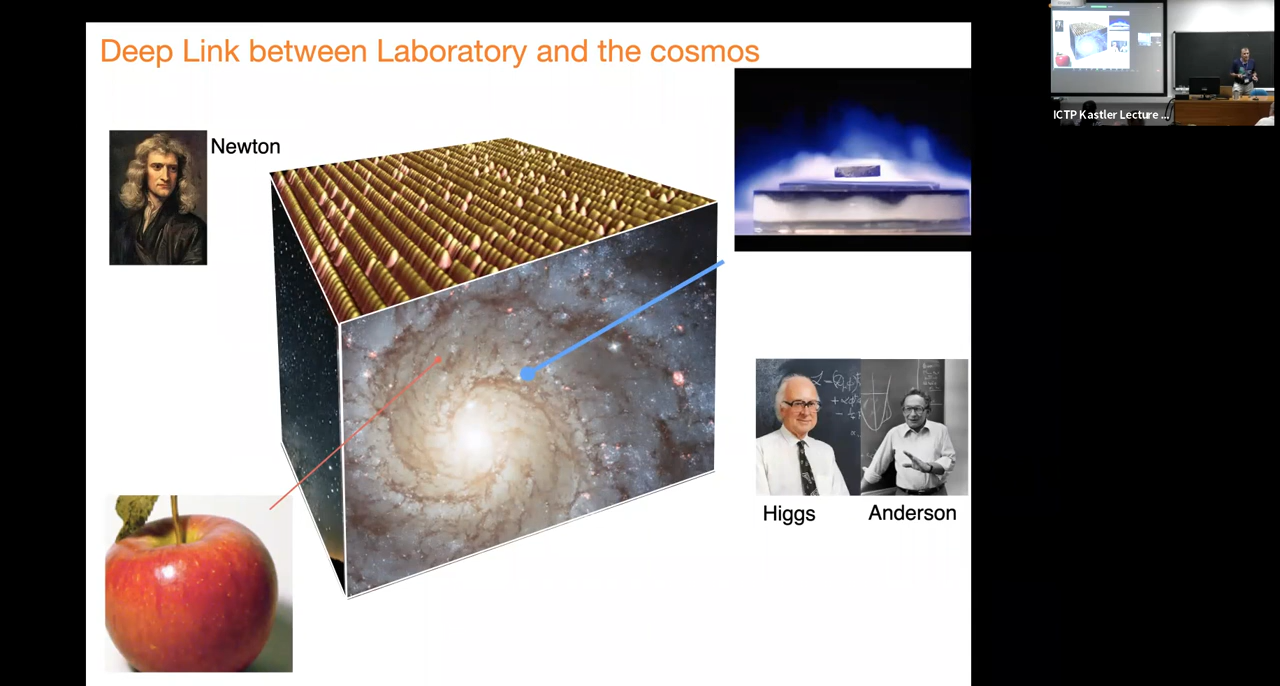 Deep Link between Laboratory and the cosmos
Newton
Higgs
Anderson
ICTP Kastler Lecture ...